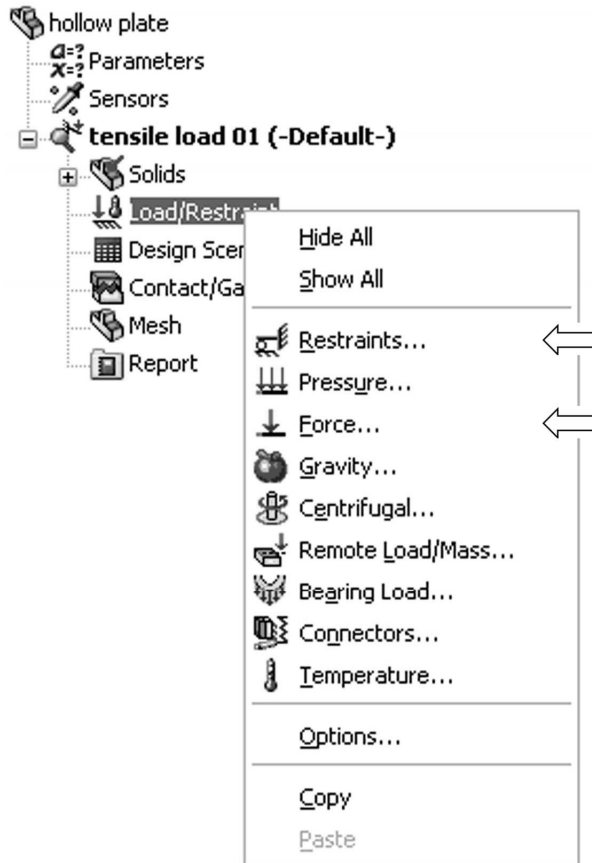 hollow plate
a=?
x=?
Parameters
Sensors
tensile load 01 (-Default-)
Solids
Load/Restraint
Design Scen
Contact/Ga
Mesh
Report
Hide All
Show All
Restraints...
Pressure...
Force...
Gravity...
Centrifugal...
Remote Load/Mass...
Bearing Load...
Connectors...
Temperature...
Options...
Copy
Paste